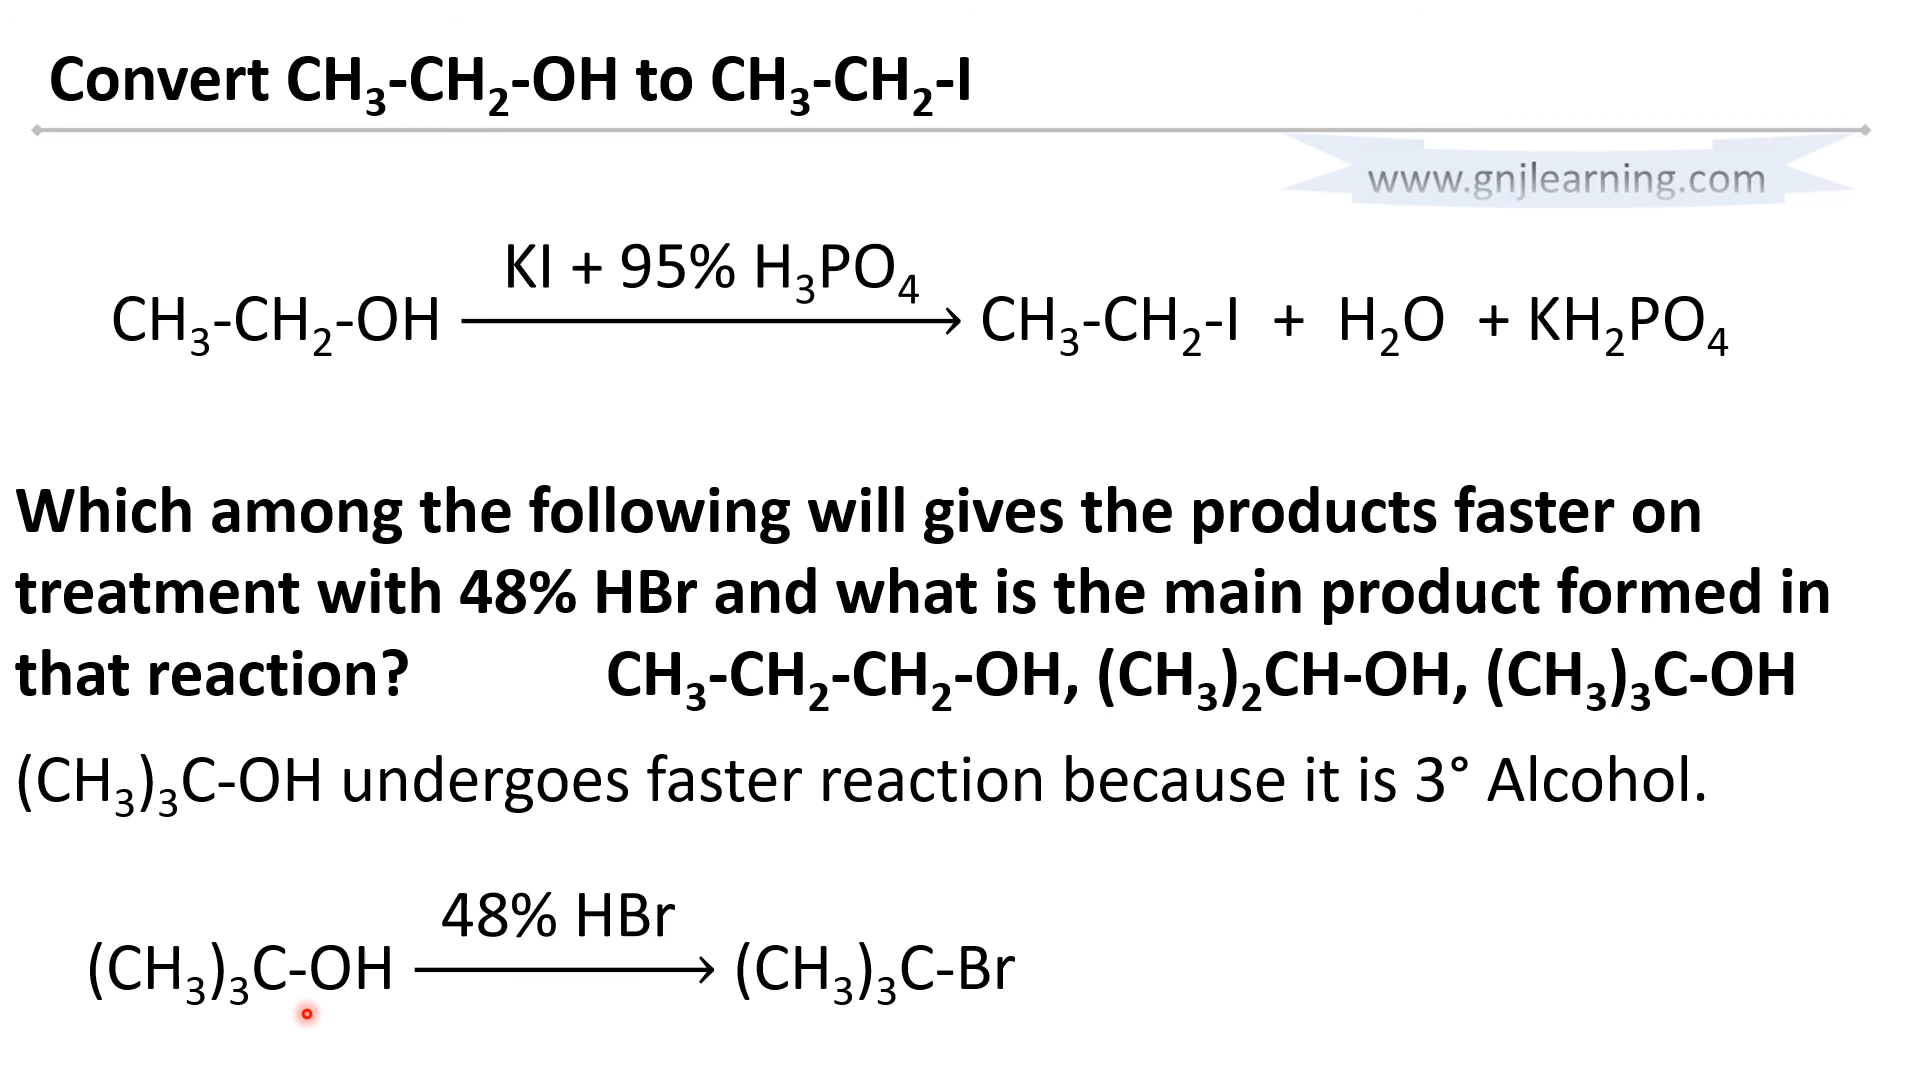 Convert CH₃-CH₂-OH to CH₃-CH₂-I
www.gnjlearning.com
KI + 95% H₃PO₄
CH₃-CH₂-OH ⟶ CH₃-CH₂-I + H₂O + KH₂PO₄
Which among the following will gives the products faster on
treatment with 48% HBr and what is the main product formed in
that reaction? CH₃-CH₂-CH₂-OH, (CH₃)₂CH-OH, (CH₃)₃C-OH
(CH₃)₃C-OH undergoes faster reaction because it is 3° Alcohol.
48% HBr
(CH₃)₃C-OH ⟶ (CH₃)₃C-Br